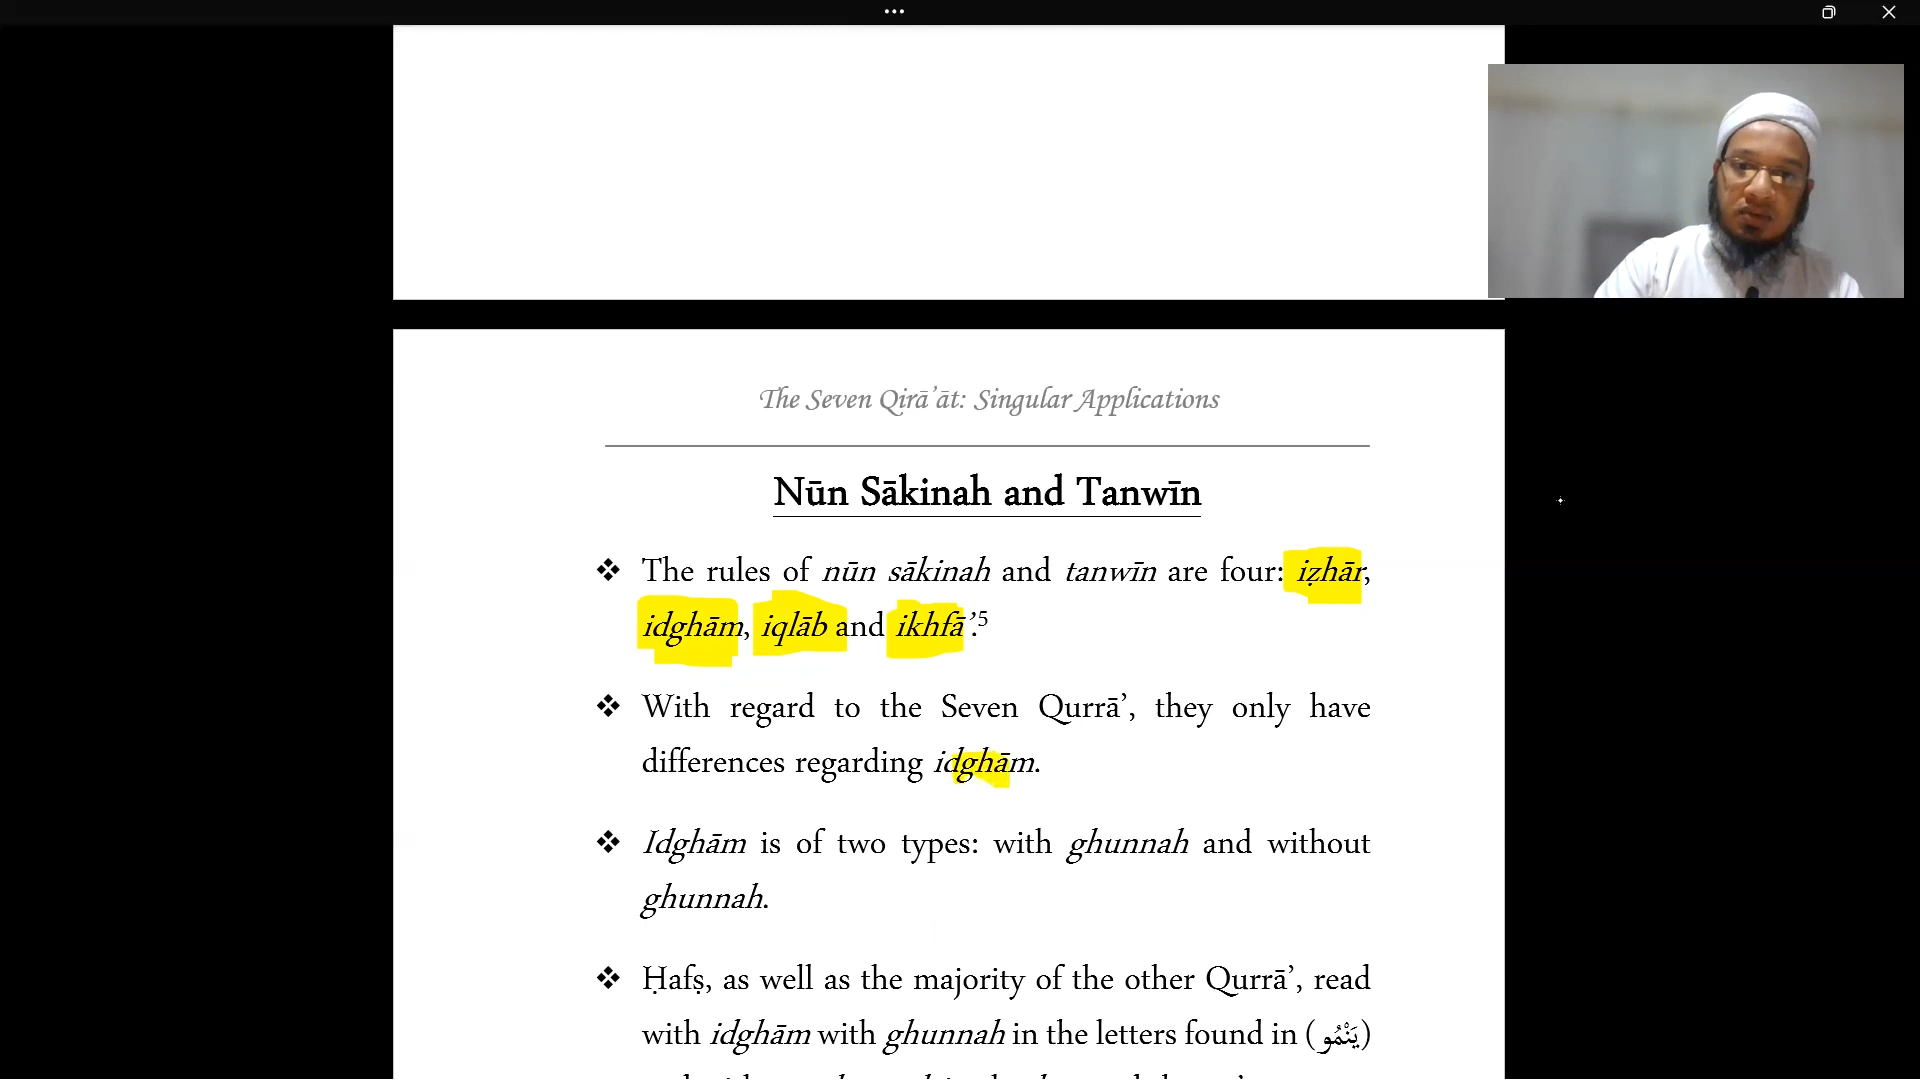 The Seven Qirā’āt: Singular Applications
Nūn Sākinah and Tanwīn
❖ The rules of nūn sākinah and tanwīn are four: iẓhār,
idghām, iqlāb and ikhfā’.⁵
❖ With regard to the Seven Qurrā’, they only have
differences regarding idghām.
❖ Idghām is of two types: with ghunnah and without
ghunnah.
❖ Ḥafṣ, as well as the majority of the other Qurrā’, read
with idghām with ghunnah in the letters found in (يَنْمُو)